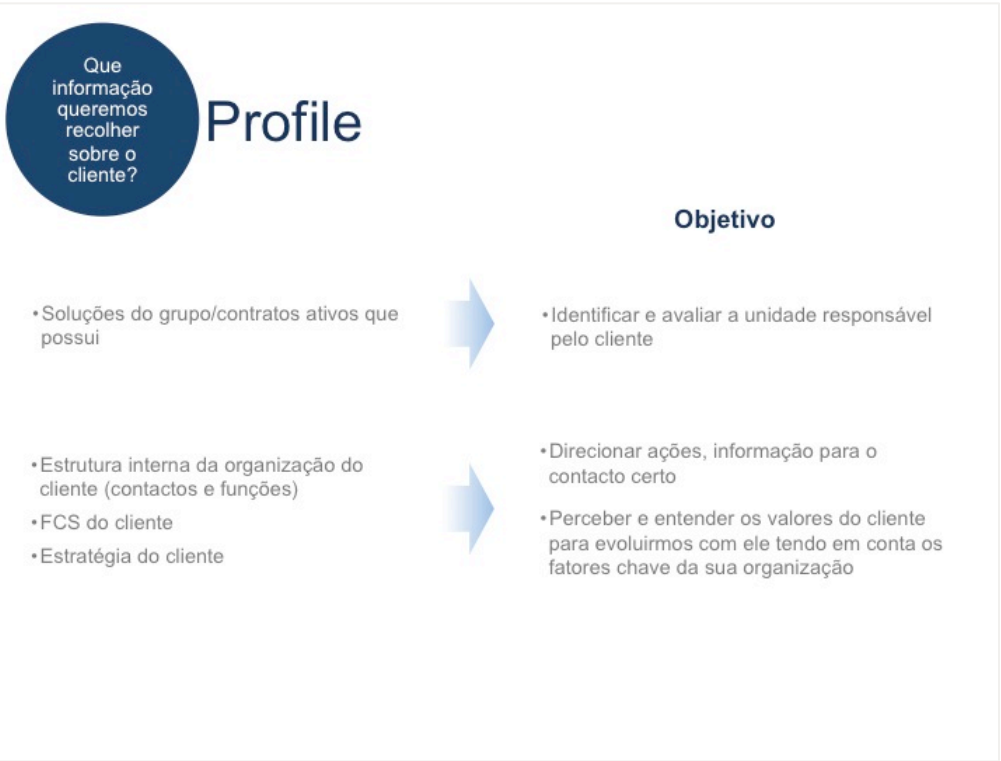 Que
informação
queremos
recolher
sobre o
cliente?
Profile
Objetivo
•Soluções do grupo/contratos ativos que
possui
•Identificar e avaliar a unidade responsável
pelo cliente
•Estrutura interna da organização do
cliente (contactos e funções)
•FCS do cliente
•Estratégia do cliente
•Direcionar ações, informação para o
contacto certo
•Perceber e entender os valores do cliente
para evoluirmos com ele tendo em conta os
fatores chave da sua organização